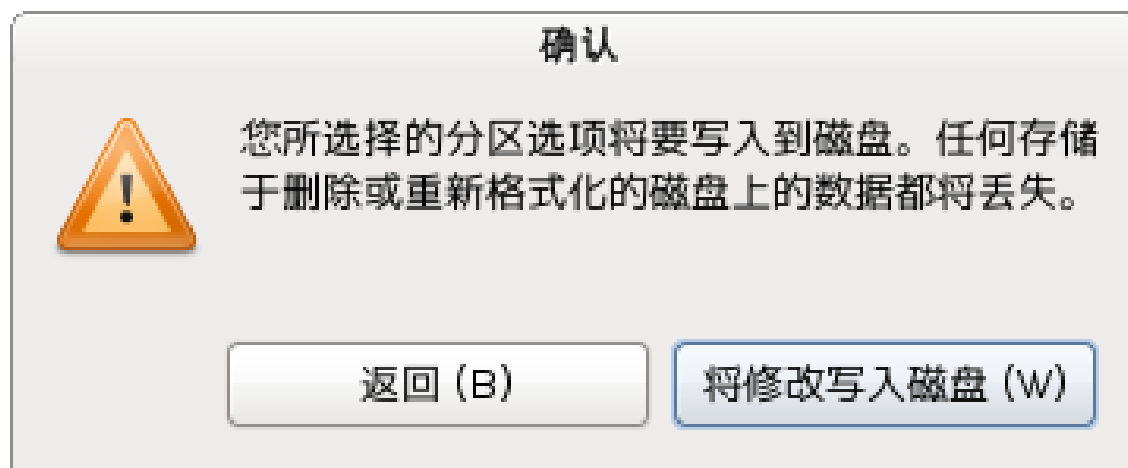 确认
您所选择的分区选项将要写入到磁盘。任何存储
于删除或重新格式化的磁盘上的数据都将丢失。
返回 (B)
将修改写入磁盘 (W)